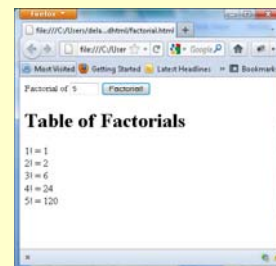 Firefox
file:///C:/Users/dela...dhtml/factorial.html
file:///C:/User
Google
Most Visited Getting Started Latest Headlines » Bookmark
Factorial of 5 Factorial!
Table of Factorials
1! = 1
2! = 2
3! = 6
4! = 24
5! = 120
×